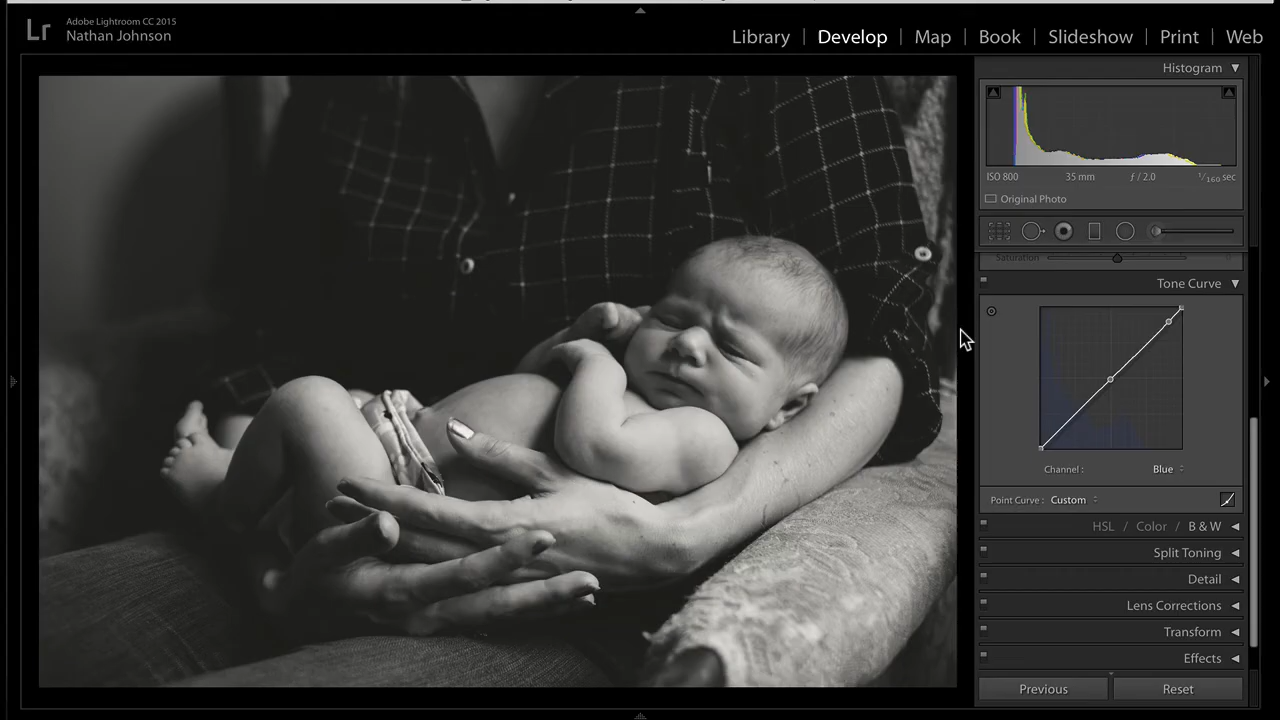 Lr
Adobe Lightroom CC 2015
Nathan Johnson
Library | Develop | Map | Book | Slideshow | Print | Web
Histogram
ISO 800 35 mm ƒ / 2.0 1/160 sec
Original Photo
Saturation 0
Tone Curve
Channel : Blue
Point Curve : Custom
HSL / Color / B & W
Split Toning
Detail
Lens Corrections
Transform
Effects
Previous Reset